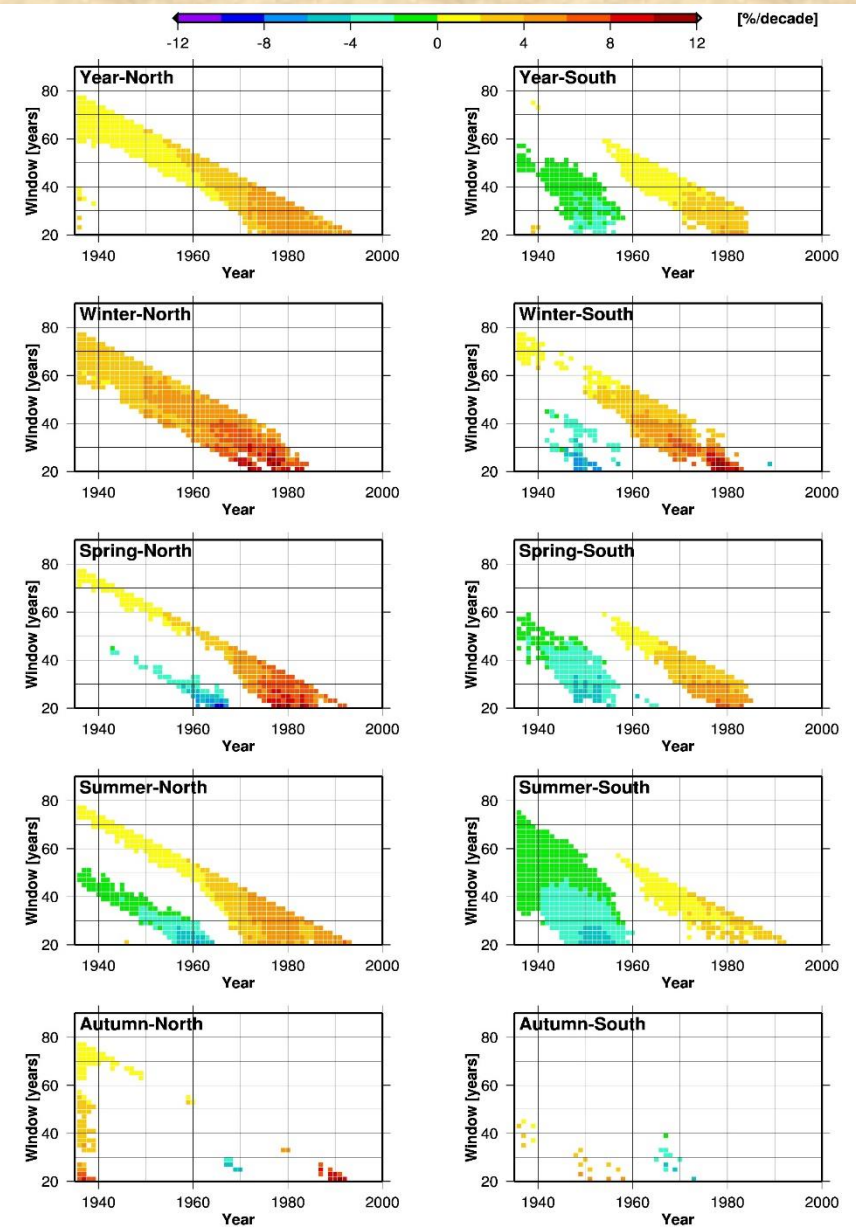 [%/decade]
-12 -8 -4 0 4 8 12
Year-North
Window [years]
80
60
40
20
1940 1960 1980 2000
Year
Year-South
Window [years]
80
60
40
20
1940 1960 1980 2000
Year
Winter-North
Window [years]
80
60
40
20
1940 1960 1980 2000
Year
Winter-South
Window [years]
80
60
40
20
1940 1960 1980 2000
Year
Spring-North
Window [years]
80
60
40
20
1940 1960 1980 2000
Year
Spring-South
Window [years]
80
60
40
20
1940 1960 1980 2000
Year
Summer-North
Window [years]
80
60
40
20
1940 1960 1980 2000
Year
Summer-South
Window [years]
80
60
40
20
1940 1960 1980 2000
Year
Autumn-North
Window [years]
80
60
40
20
1940 1960 1980 2000
Year
Autumn-South
Window [years]
80
60
40
20
1940 1960 1980 2000
Year